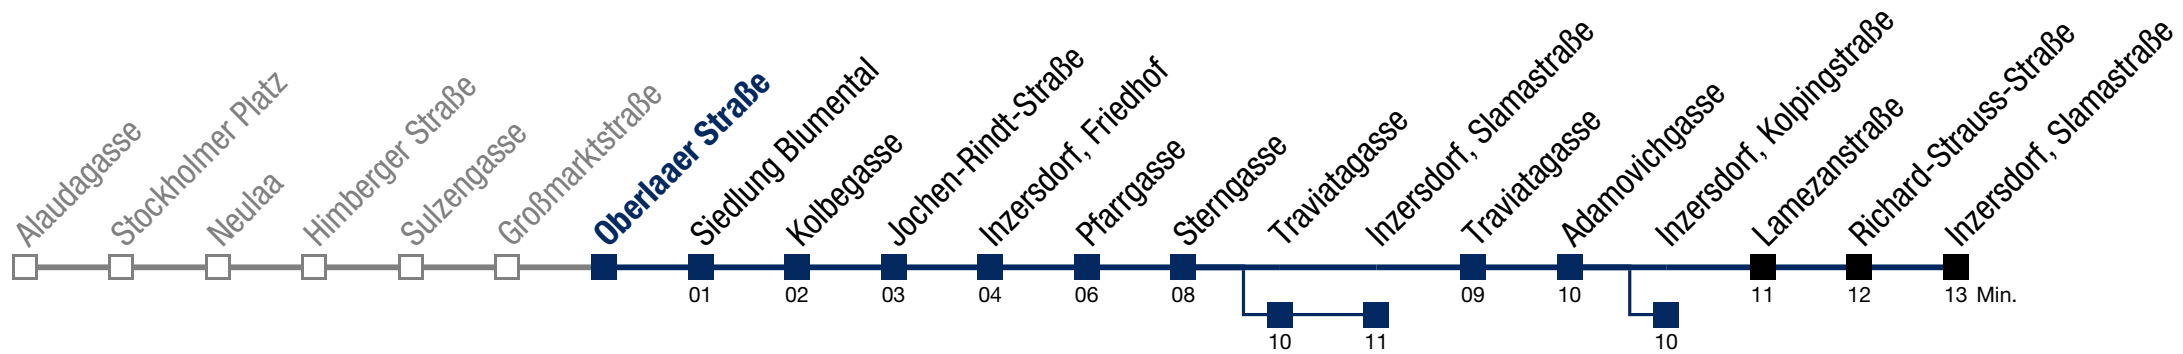 Alaudagasse
Stockholmer Platz
Neulaa
Himberger Straße
Sulzengasse
Großmarktstraße
Oberlaaer Straße
Siedlung Blumental
Kolbegasse
Jochen-Rindt-Straße
Inzersdorf, Friedhof
Pfarrgasse
Sterngasse
Traviatagasse
Inzersdorf, Slamastraße
Traviatagasse
Adamovichgasse
Inzersdorf, Kolpingstraße
Lamezanstraße
Richard-Strauss-Straße
Inzersdorf, Slamastraße
01 02 03 04 06 08 09 10 11 12 13 Min.
10 11 10